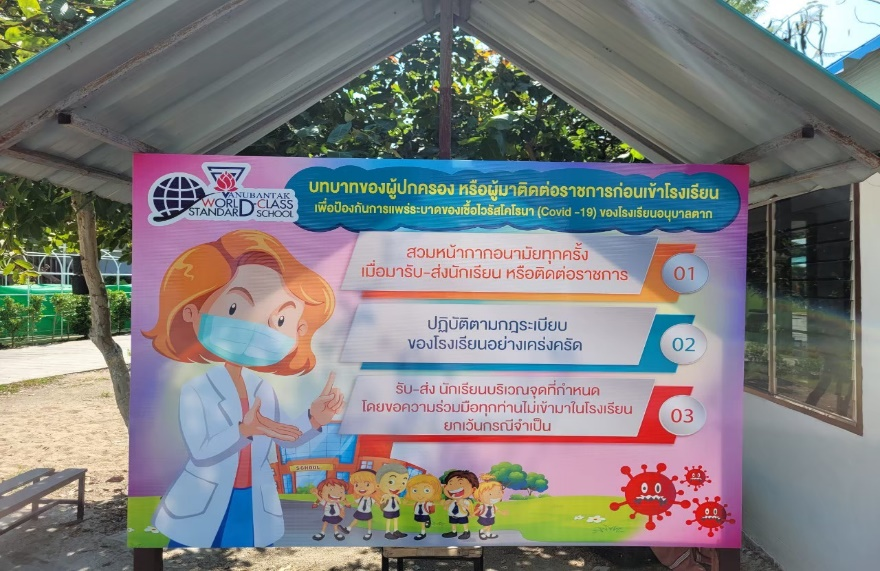 NUBANTAK
WORLD-CLASS
STANDARD SCHOOL
บทบาทของผู้ปกครอง หรือผู้มาติดต่อราชการก่อนเข้าโรงเรียน
เพื่อป้องกันการแพร่ระบาดของเชื้อไวรัสโคโรนา (Covid -19) ของโรงเรียนอนุบาลตาก
สวมหน้ากากอนามัยทุกครั้ง
เมื่อมารับ-ส่งนักเรียน หรือติดต่อราชการ
01
ปฏิบัติตามกฎระเบียบ
ของโรงเรียนอย่างเคร่งครัด
02
รับ-ส่ง นักเรียนบริเวณจุดที่กำหนด
โดยขอความร่วมมือทุกท่านไม่เข้ามาในโรงเรียน
ยกเว้นกรณีจำเป็น
03
SCHOOL